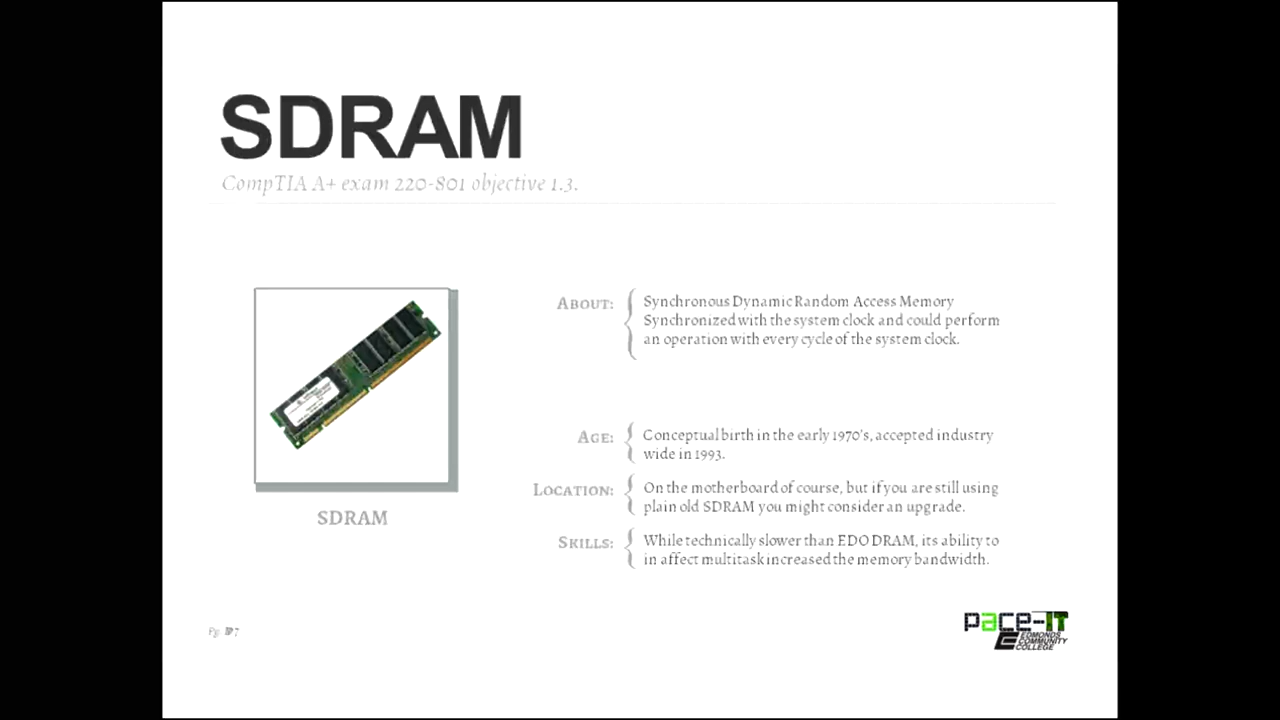 SDRAM
CompTIA A+ exam 220-801 objective 1.3.
ABOUT:
Synchronous Dynamic Random Access Memory
Synchronized with the system clock and could perform
an operation with every cycle of the system clock.
AGE:
Conceptual birth in the early 1970's, accepted industry
wide in 1993.
LOCATION:
On the motherboard of course, but if you are still using
plain old SDRAM you might consider an upgrade.
SKILLS:
While technically slower than EDO DRAM, its ability to
in affect multitask increased the memory bandwidth.
SDRAM
Pg.
pace-IT
EDMONDS
COMMUNITY
COLLEGE